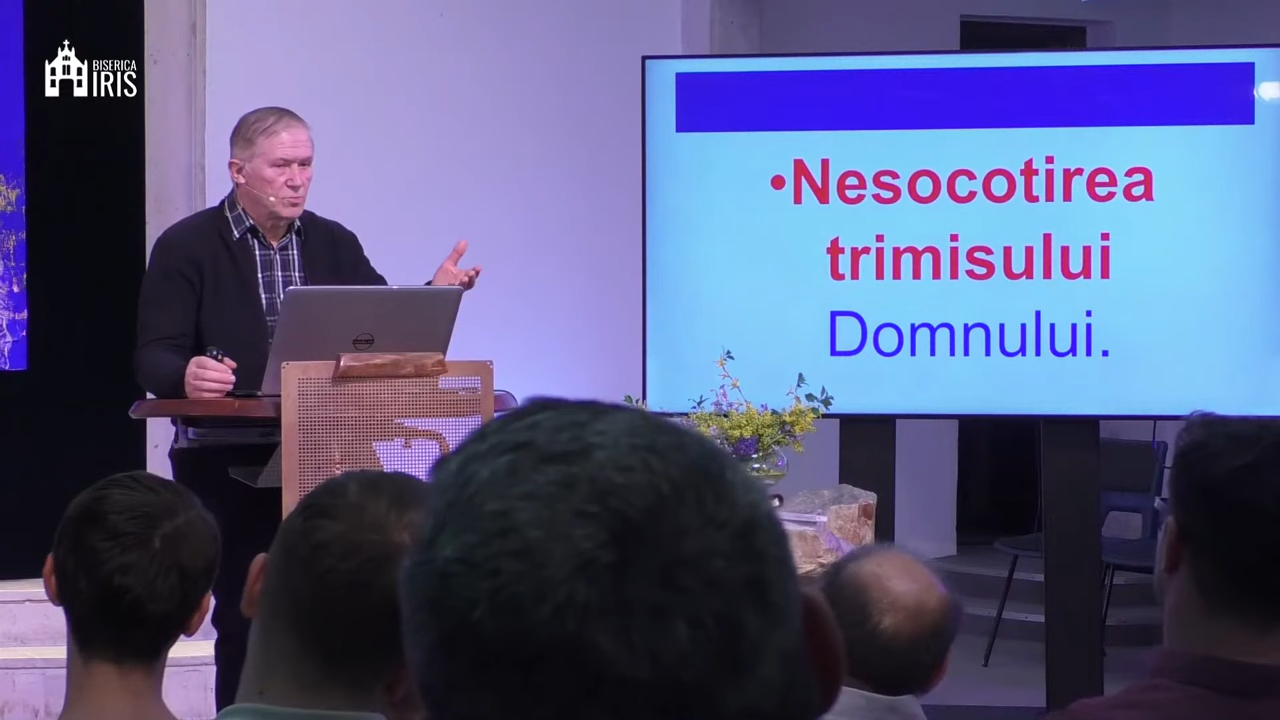 BISERICA
IRIS
•Nesocotirea
trimisului
Domnului.